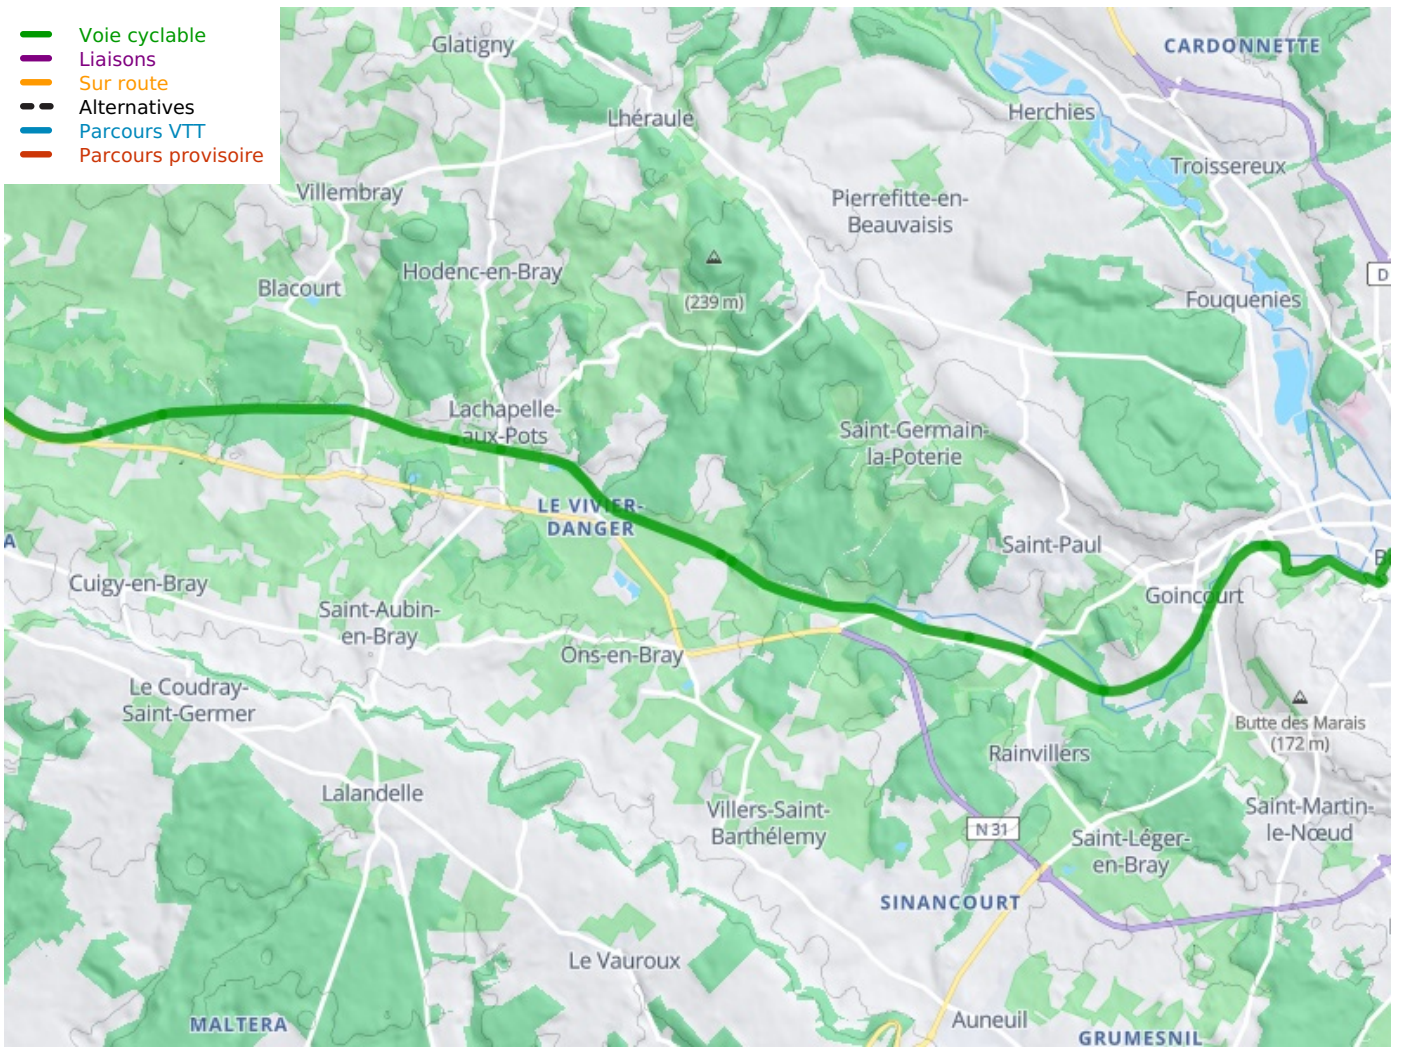 Voie cyclable
Liaisons
Sur route
Alternatives
Parcours VTT
Parcours provisoire
Glatigny
CARDONNETTE
Herchies
Lhéraule
Troissereux
Villembray
Pierrefitte-en-
Beauvaisis
Hodenc-en-Bray
D
Blacourt
(239 m)
Fouquenies
Lachapelle-
aux-Pots
Saint-Germain-
la-Poterie
LE VIVIER-
DANGER
A
Saint-Paul
B
Cuigy-en-Bray
Goincourt
Saint-Aubin-
en-Bray
Ons-en-Bray
Le Coudray-
Saint-Germer
Butte des Marais
(172 m)
Rainvillers
Lalandelle
Villers-Saint-
Barthélemy
Saint-Martin-
le-Nœud
N 31
Saint-Léger-
en-Bray
SINANCOURT
Le Vauroux
MALTERA
Auneuil
GRUMESNIL